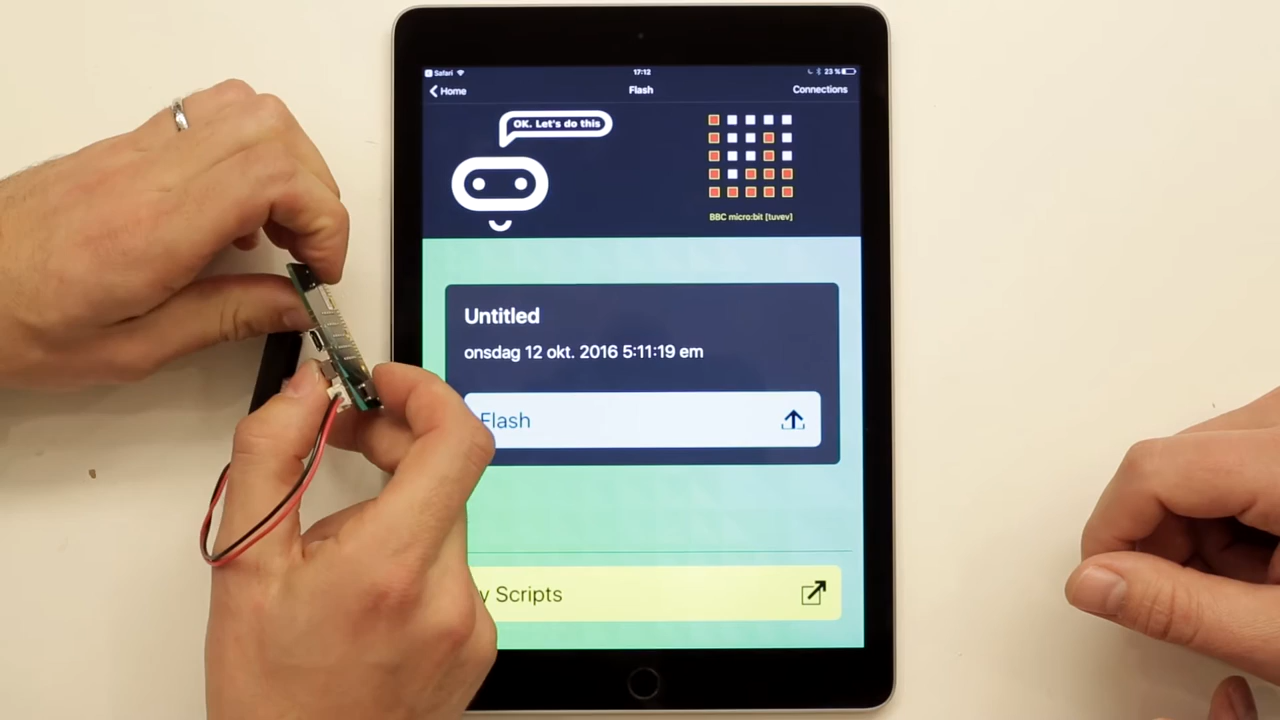 Safari 17:12 23 %
Home Flash Connections
OK. Let's do this
BBC micro:bit [tuvev]
Untitled
onsdag 12 okt. 2016 5:11:19 em
Flash
Scripts